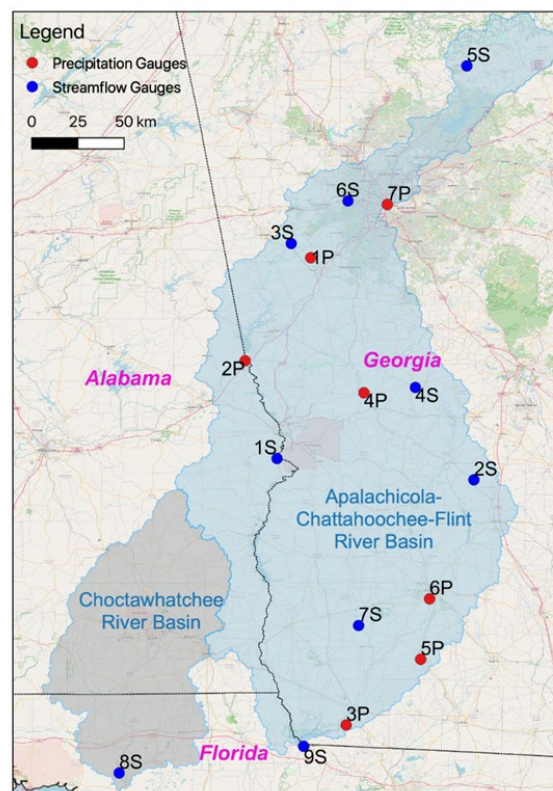 Legend
Precipitation Gauges
Streamflow Gauges
0 25 50 km
5S
6S
7P
3S
1P
Georgia
Alabama
2P
4P
4S
1S
2S
Apalachicola-
Chattahoochee-Flint
River Basin
Choctawhatchee
River Basin
6P
7S
5P
3P
Florida
9S
8S